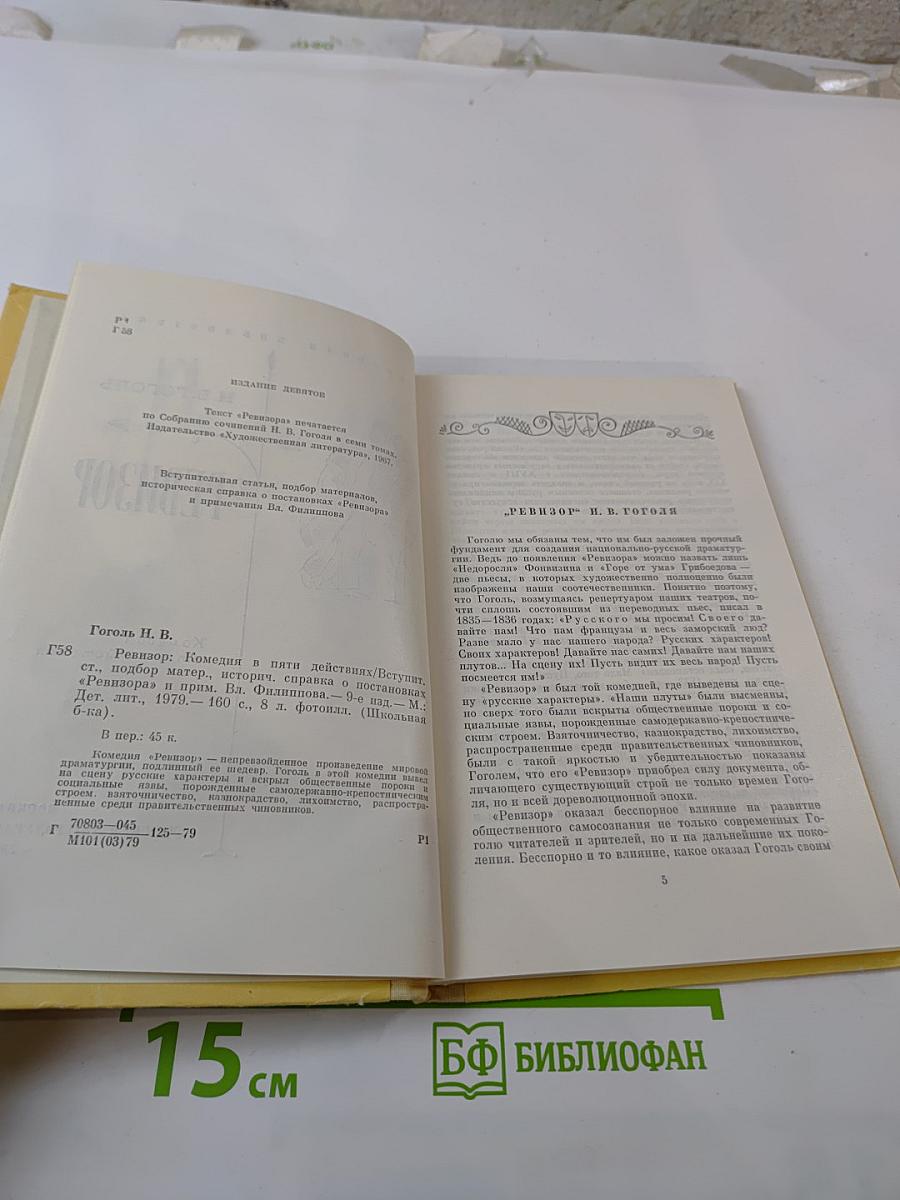 Р1
Г58
ИЗДАНИЕ ДЕВЯТОЕ
Текст «Ревизора» печатается
по Собранию сочинений Н. В. Гоголя в семи томах.
Издательство «Художественная литература», 1967.
Вступительная статья, подбор материалов,
историческая справка о постановках «Ревизора»
и примечания Вл. Филиппова
Гоголь Н. В.
Г58 Ревизор: Комедия в пяти действиях/Вступит.
ст., подбор матер., историч. справка о постановках
«Ревизора» и прим. Вл. Филиппова.— 9-е изд.— М.:
Дет. лит., 1979.— 160 с., 8 л. фотоилл. (Школьная
б-ка).
В пер.: 45 к.
Комедия «Ревизор» — непревзойденное произведение мировой
драматургии, подлинный ее шедевр. Гоголь в этой комедии вывел
на сцену русские характеры и вскрыл общественные пороки и
социальные язвы, порожденные самодержавно-крепостническим
строем. взяточничество, казнокрадство, лихоимство, распростра-
ненные среди правительственных чиновников.
Г 70803—045
М101(03)79 125—79 Р1
„РЕВИЗОР“ Н. В. ГОГОЛЯ
Гоголю мы обязаны тем, что им был заложен прочный
фундамент для создания национально-русской драматур-
гии. Ведь до появления «Ревизора» можно назвать лишь
«Недоросля» Фонвизина и «Горе от ума» Грибоедова —
две пьесы, в которых художественно полноценно были
изображены наши соотечественники. Понятно поэтому,
что Гоголь, возмущаясь репертуаром наших театров, по-
чти сплошь состоявшим из переводных пьес, писал в
1835—1836 годах: «Русского мы просим! Своего да-
вайте нам! Что нам французы и весь заморский люд?
Разве мало у нас нашего народа? Русских характеров!
Своих характеров! Давайте нас самих! Давайте нам наших
плутов... На сцену их! Пусть видит их весь народ! Пусть
посмеется им!»
«Ревизор» и был той комедией, где выведены на сце-
ну «русские характеры». «Наши плуты» были высмеяны,
но сверх того были вскрыты общественные пороки и со-
циальные язвы, порожденные самодержавно-крепостниче-
ским строем. Взяточничество, казнокрадство, лихоимство,
распространенные среди правительственных чиновников,
были с такой яркостью и убедительностью показаны
Гоголем, что его «Ревизор» приобрел силу документа, об-
личающего существующий строй не только времен Гого-
ля, но и всей дореволюционной эпохи.
«Ревизор» оказал бесспорное влияние на развитие
общественного самосознания не только современных Го-
голю читателей и зрителей, но и на дальнейшие их поко-
ления. Бесспорно и то влияние, какое оказал Гоголь своим
5
15 см
БФ БИБЛИОФАН